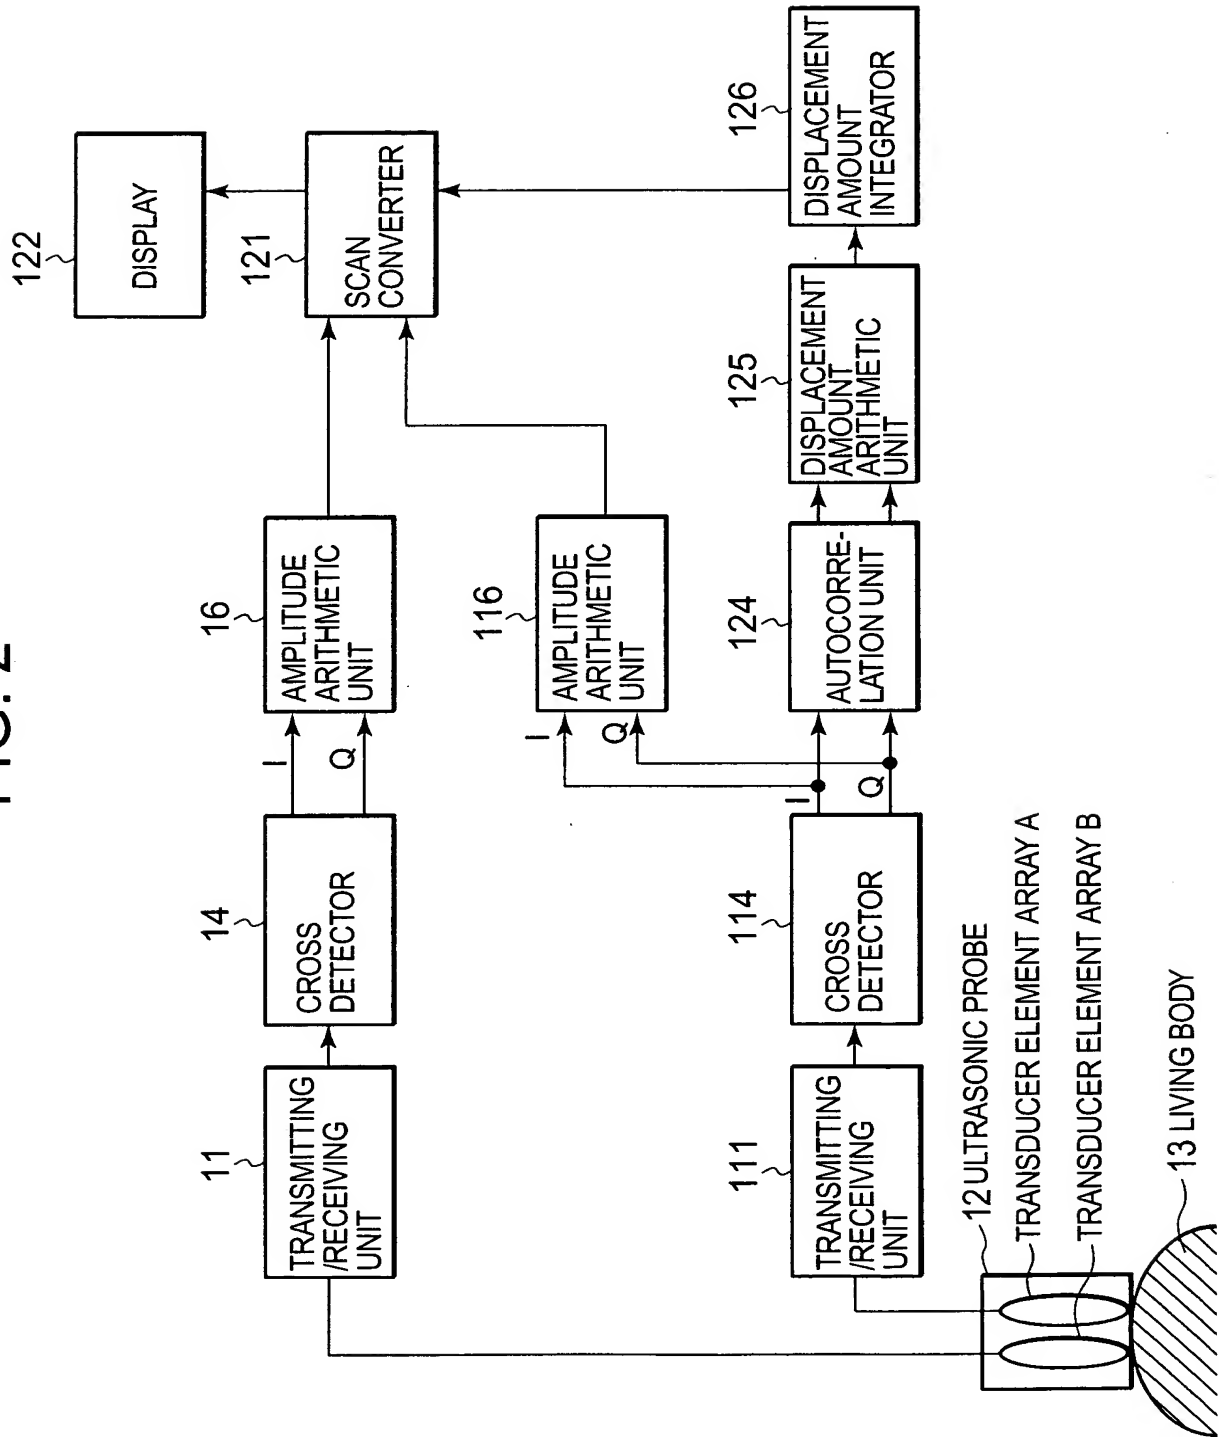 FIG. 2
11
TRANSMITTING
/RECEIVING
UNIT
14
CROSS
DETECTOR
I
Q
16
AMPLITUDE
ARITHMETIC
UNIT
121
SCAN
CONVERTER
122
DISPLAY
I
Q
116
AMPLITUDE
ARITHMETIC
UNIT
111
TRANSMITTING
/RECEIVING
UNIT
114
CROSS
DETECTOR
I
Q
124
AUTOCORRE-
LATION UNIT
125
DISPLACEMENT
AMOUNT
ARITHMETIC
UNIT
126
DISPLACEMENT
AMOUNT
INTEGRATOR
12 ULTRASONIC PROBE
TRANSDUCER ELEMENT ARRAY A
TRANSDUCER ELEMENT ARRAY B
13 LIVING BODY